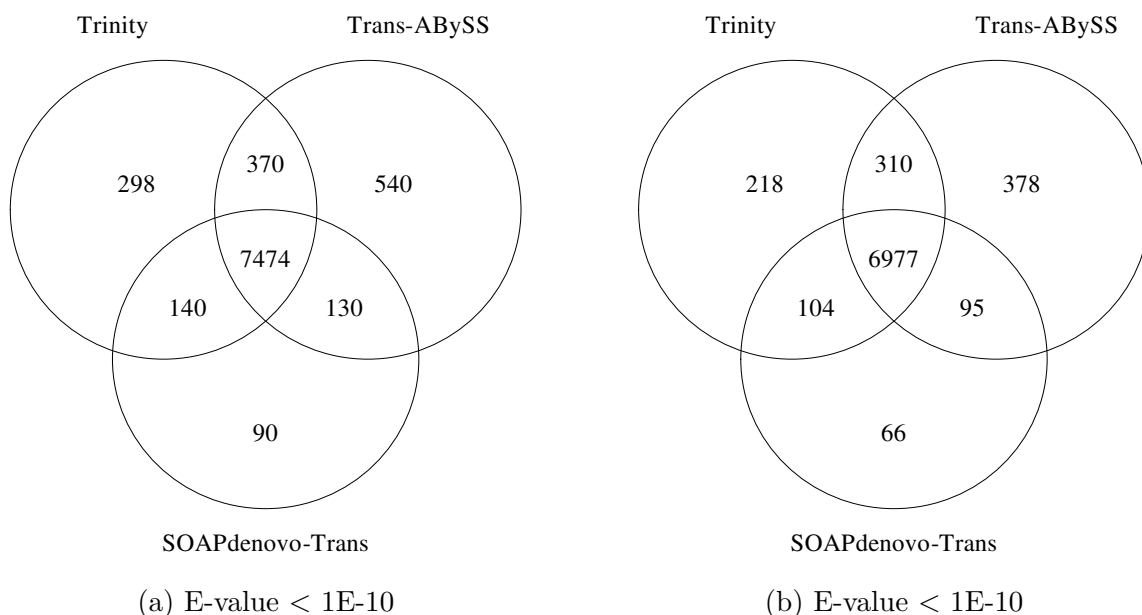 Trinity
Trans-ABySS
298
370
540
7474
140
130
90
SOAPdenovo-Trans
(a) E-value < 1E-10
Trinity
Trans-ABySS
218
310
378
6977
104
95
66
SOAPdenovo-Trans
(b) E-value < 1E-10